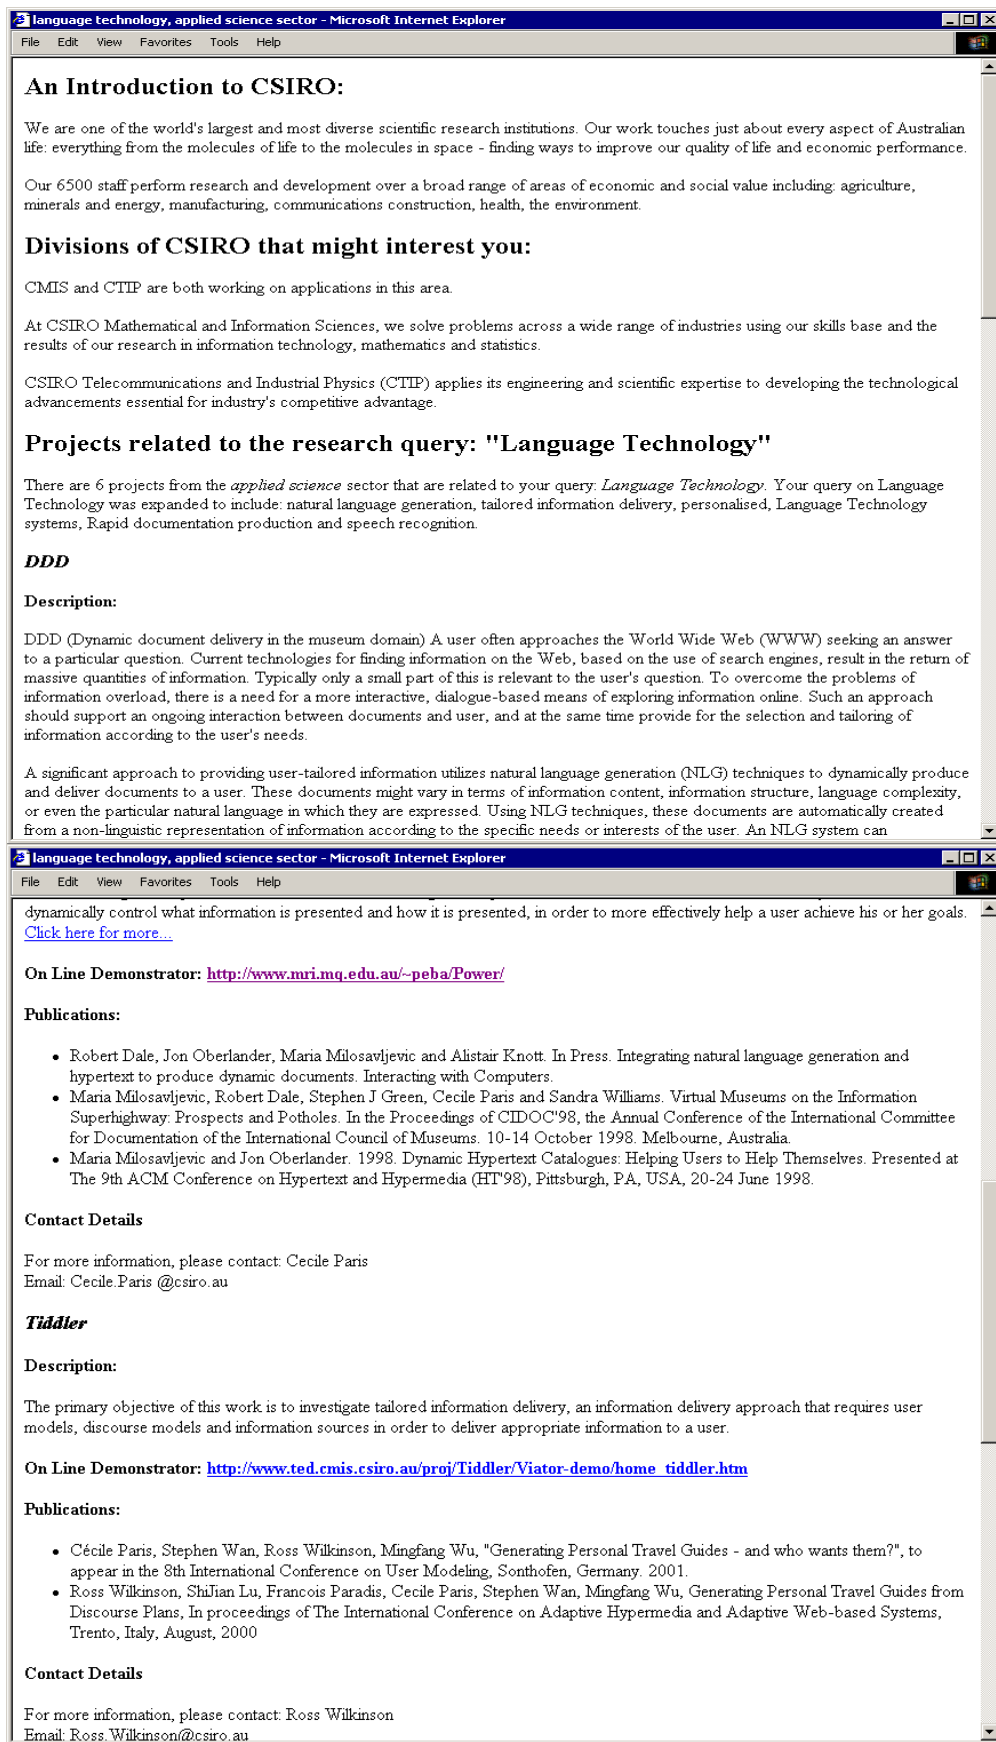 language technology, applied science sector - Microsoft Internet Explorer
File Edit View Favorites Tools Help
An Introduction to CSIRO:
We are one of the world's largest and most diverse scientific research institutions. Our work touches just about every aspect of Australian
life: everything from the molecules of life to the molecules in space - finding ways to improve our quality of life and economic performance.
Our 6500 staff perform research and development over a broad range of areas of economic and social value including: agriculture,
minerals and energy, manufacturing, communications construction, health, the environment.
Divisions of CSIRO that might interest you:
CMIS and CTIP are both working on applications in this area.
At CSIRO Mathematical and Information Sciences, we solve problems across a wide range of industries using our skills base and the
results of our research in information technology, mathematics and statistics.
CSIRO Telecommunications and Industrial Physics (CTIP) applies its engineering and scientific expertise to developing the technological
advancements essential for industry's competitive advantage.
Projects related to the research query: "Language Technology"
There are 6 projects from the applied science sector that are related to your query: Language Technology. Your query on Language
Technology was expanded to include: natural language generation, tailored information delivery, personalised, Language Technology
systems, Rapid documentation production and speech recognition.
DDD
Description:
DDD (Dynamic document delivery in the museum domain) A user often approaches the World Wide Web (WWW) seeking an answer
to a particular question. Current technologies for finding information on the Web, based on the use of search engines, result in the return of
massive quantities of information. Typically only a small part of this is relevant to the user's question. To overcome the problems of
information overload, there is a need for a more interactive, dialogue-based means of exploring information online. Such an approach
should support an ongoing interaction between documents and user, and at the same time provide for the selection and tailoring of
information according to the user's needs.
A significant approach to providing user-tailored information utilizes natural language generation (NLG) techniques to dynamically produce
and deliver documents to a user. These documents might vary in terms of information content, information structure, language complexity,
or even the particular natural language in which they are expressed. Using NLG techniques, these documents are automatically created
from a non-linguistic representation of information according to the specific needs or interests of the user. An NLG system can
language technology, applied science sector - Microsoft Internet Explorer
File Edit View Favorites Tools Help
dynamically control what information is presented and how it is presented, in order to more effectively help a user achieve his or her goals.
Click here for more...
On Line Demonstrator: http://www.mri.mq.edu.au/~peba/Power/
Publications:
• Robert Dale, Jon Oberlander, Maria Milosavljevic and Alistair Knott. In Press. Integrating natural language generation and
hypertext to produce dynamic documents. Interacting with Computers.
• Maria Milosavljevic, Robert Dale, Stephen J Green, Cecile Paris and Sandra Williams. Virtual Museums on the Information
Superhighway: Prospects and Potholes. In the Proceedings of CIDOC'98, the Annual Conference of the International Committee
for Documentation of the International Council of Museums. 10-14 October 1998. Melbourne, Australia.
• Maria Milosavljevic and Jon Oberlander. 1998. Dynamic Hypertext Catalogues: Helping Users to Help Themselves. Presented at
The 9th ACM Conference on Hypertext and Hypermedia (HT'98), Pittsburgh, PA, USA, 20-24 June 1998.
Contact Details
For more information, please contact: Cecile Paris
Email: Cecile.Paris @csiro.au
Tiddler
Description:
The primary objective of this work is to investigate tailored information delivery, an information delivery approach that requires user
models, discourse models and information sources in order to deliver appropriate information to a user.
On Line Demonstrator: http://www.ted.cmis.csiro.au/proj/Tiddler/Viator-demo/home_tiddler.htm
Publications:
• Cécile Paris, Stephen Wan, Ross Wilkinson, Mingfang Wu, "Generating Personal Travel Guides - and who wants them?", to
appear in the 8th International Conference on User Modeling, Sonthofen, Germany. 2001.
• Ross Wilkinson, ShiJian Lu, Francois Paradis, Cecile Paris, Stephen Wan, Mingfang Wu, Generating Personal Travel Guides from
Discourse Plans, In proceedings of The International Conference on Adaptive Hypermedia and Adaptive Web-based Systems,
Trento, Italy, August, 2000
Contact Details
For more information, please contact: Ross Wilkinson
Email: Ross.Wilkinson@csiro.au